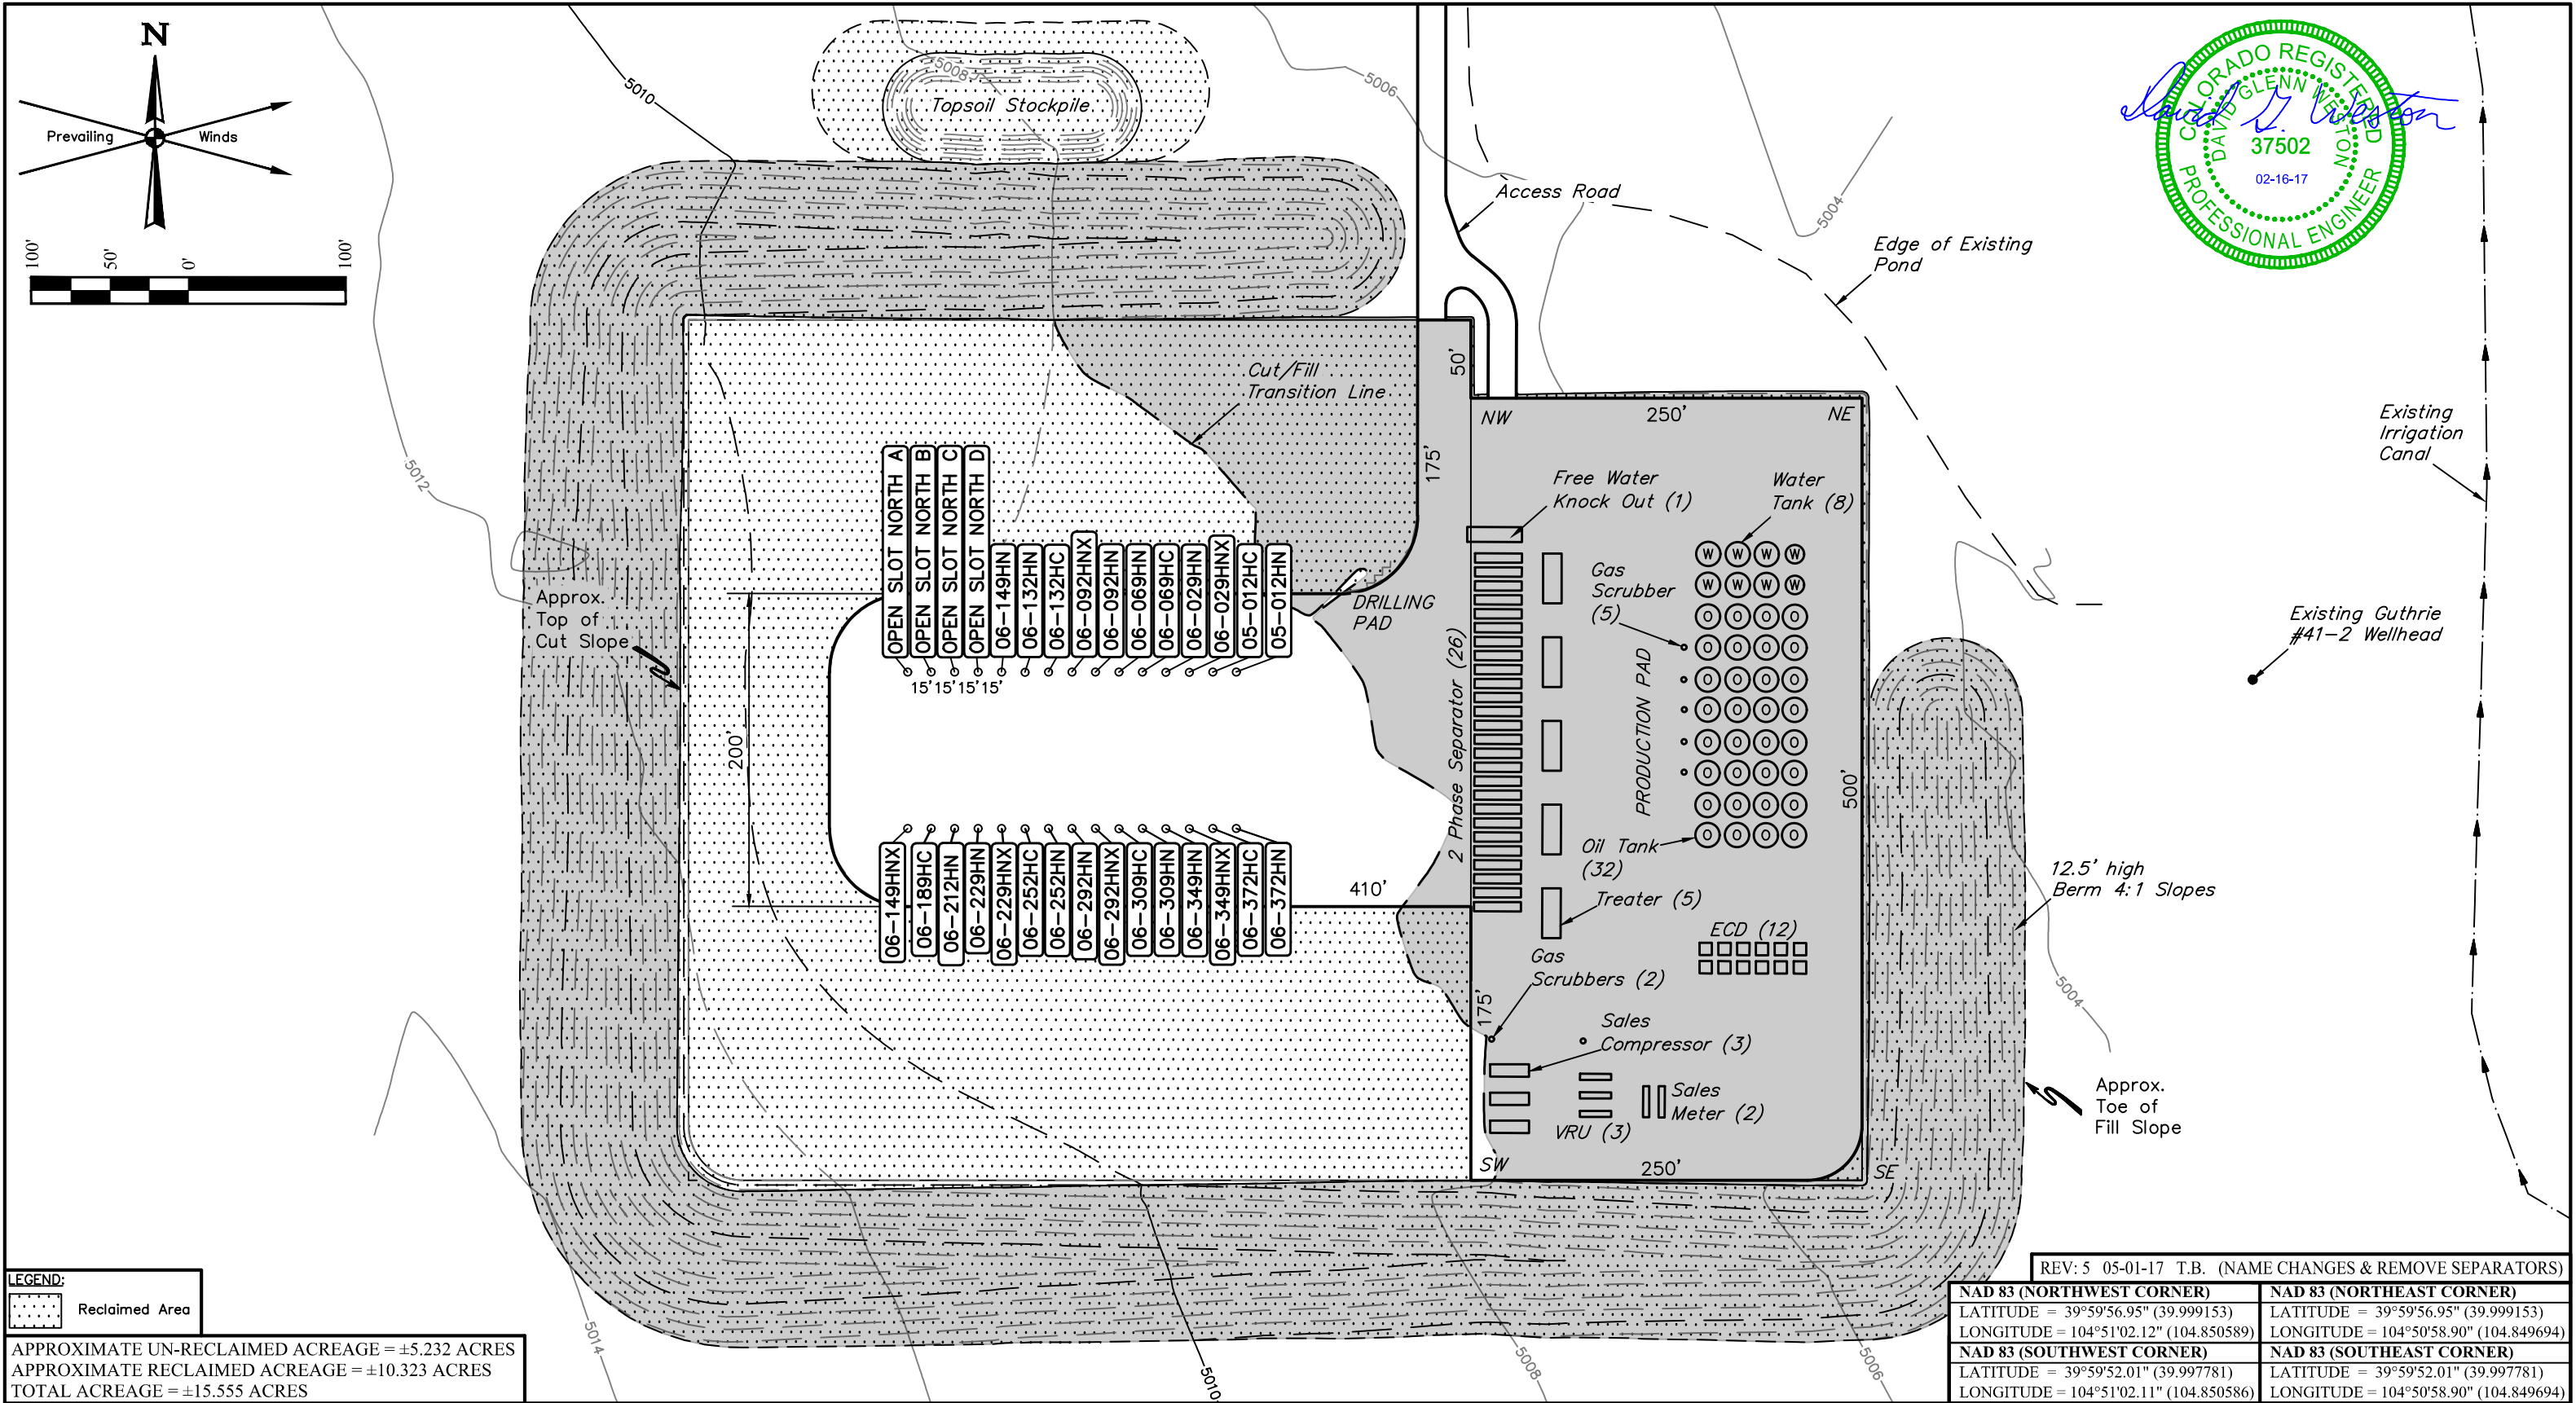 N
Prevailing Winds
100'
50'
0'
100'
5010
5008
Topsoil Stockpile
5006
Access Road
5004
Edge of Existing
Pond
COLORADO REGISTERED
DAVID GLENN WESTON
37502
02-16-17
PROFESSIONAL ENGINEER
David G. Weston
Existing
Irrigation
Canal
5012
Cut/Fill
Transition Line
50'
175'
NW
250'
NE
Free Water
Knock Out (1)
Water
Tank (8)
W W W W
W W W W
O O O O
O O O O
O O O O
O O O O
O O O O
O O O O
O O O O
O O O O
Gas
Scrubber
(5)
OPEN SLOT NORTH A
OPEN SLOT NORTH B
OPEN SLOT NORTH C
OPEN SLOT NORTH D
06-149HN
06-132HN
06-132HC
06-092HNX
06-092HN
06-069HN
06-069HC
06-029HN
06-029HNX
05-012HC
05-012HN
15' 15' 15' 15'
DRILLING
PAD
Approx.
Top of
Cut Slope
200'
2 Phase Separator (26)
PRODUCTION PAD
500'
Existing Guthrie
#41-2 Wellhead
06-149HNX
06-189HC
06-212HN
06-229HN
06-229HNX
06-252HC
06-252HN
06-292HN
06-292HNX
06-309HC
06-309HN
06-349HN
06-349HNX
06-372HC
06-372HN
410'
Oil Tank
(32)
Treater (5)
ECD (12)
Gas
Scrubbers (2)
175'
Sales
Compressor (3)
Sales
Meter (2)
VRU (3)
SW
250'
SE
12.5' high
Berm 4:1 Slopes
5004
Approx.
Toe of
Fill Slope
5014
5010
5008
5006
LEGEND:
Reclaimed Area
APPROXIMATE UN-RECLAIMED ACREAGE = ±5.232 ACRES
APPROXIMATE RECLAIMED ACREAGE = ±10.323 ACRES
TOTAL ACREAGE = ±15.555 ACRES
REV: 5 05-01-17 T.B. (NAME CHANGES & REMOVE SEPARATORS)
NAD 83 (NORTHWEST CORNER)
LATITUDE = 39°59'56.95" (39.999153)
LONGITUDE = 104°51'02.12" (104.850589)
NAD 83 (NORTHEAST CORNER)
LATITUDE = 39°59'56.95" (39.999153)
LONGITUDE = 104°50'58.90" (104.849694)
NAD 83 (SOUTHWEST CORNER)
LATITUDE = 39°59'52.01" (39.997781)
LONGITUDE = 104°51'02.11" (104.850586)
NAD 83 (SOUTHEAST CORNER)
LATITUDE = 39°59'52.01" (39.997781)
LONGITUDE = 104°50'58.90" (104.849694)